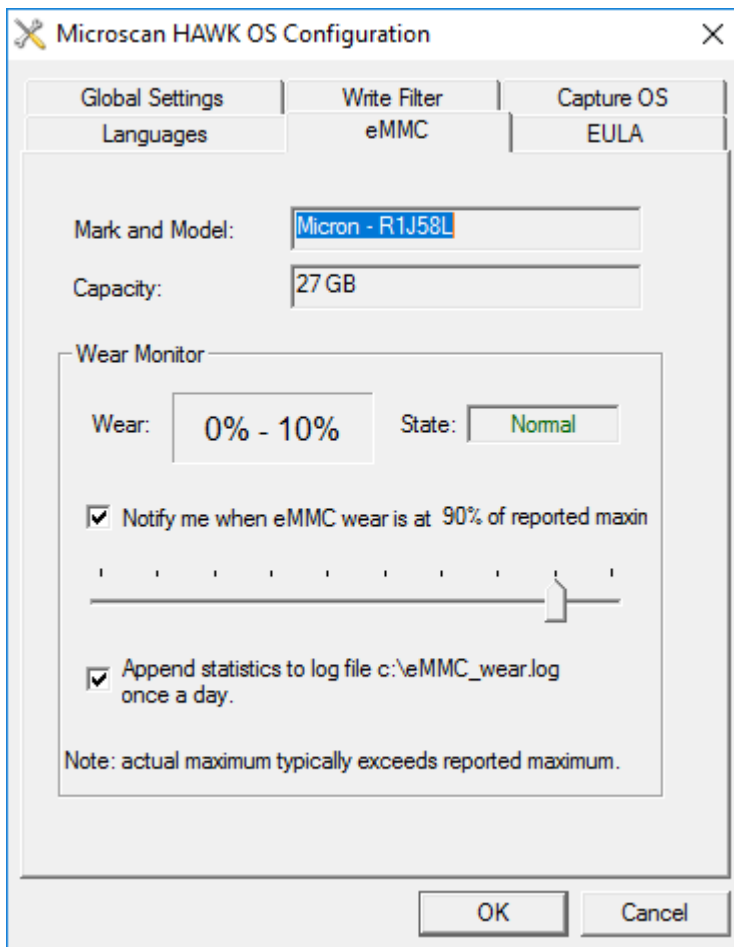 Microscan HAWK OS Configuration
Global Settings
Write Filter
Capture OS
Languages
eMMC
EULA
Mark and Model:
Micron - R1J58L
Capacity:
27 GB
Wear Monitor
Wear:
0% - 10%
State:
Normal
Notify me when eMMC wear is at 90% of reported maxin
Append statistics to log file c:\eMMC_wear.log
once a day.
Note: actual maximum typically exceeds reported maximum.
OK
Cancel